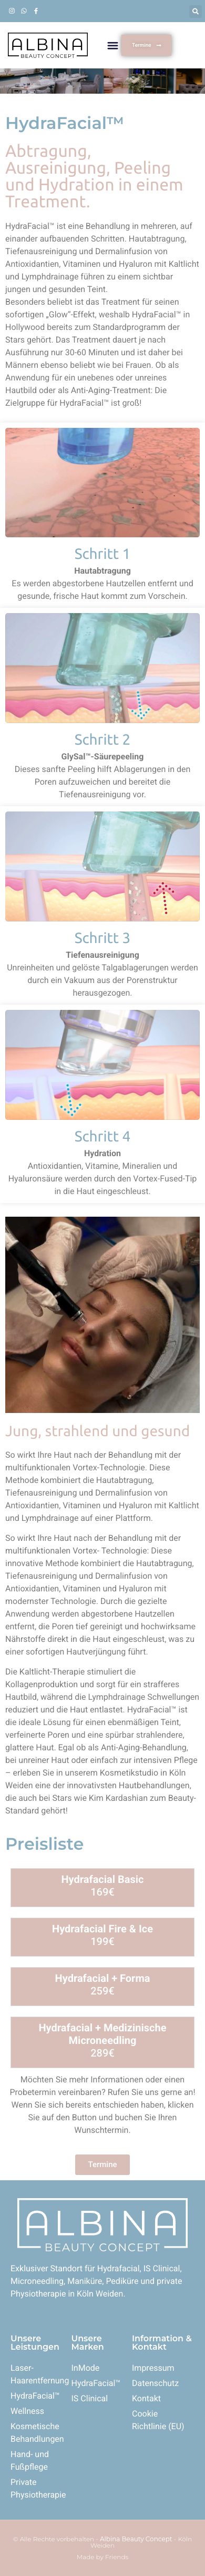 ALBINA
BEAUTY CONCEPT
Termine
HydraFacial™
Abtragung,
Ausreinigung, Peeling
und Hydration in einem
Treatment.
HydraFacial™ ist eine Behandlung in mehreren, auf
einander aufbauenden Schritten. Hautabtragung,
Tiefenausreinigung und Dermalinfusion von
Antioxidantien, Vitaminen und Hyaluron mit Kaltlicht
und Lymphdrainage führen zu einem sichtbar
jungen und gesunden Teint.
Besonders beliebt ist das Treatment für seinen
sofortigen „Glow“-Effekt, weshalb HydraFacial™ in
Hollywood bereits zum Standardprogramm der
Stars gehört. Das Treatment dauert je nach
Ausführung nur 30-60 Minuten und ist daher bei
Männern ebenso beliebt wie bei Frauen. Ob als
Anwendung für ein unebenes oder unreines
Hautbild oder als Anti-Aging-Treatment: Die
Zielgruppe für HydraFacial™ ist groß!
Schritt 1
Hautabtragung
Es werden abgestorbene Hautzellen entfernt und
gesunde, frische Haut kommt zum Vorschein.
Schritt 2
GlySal™-Säurepeeling
Dieses sanfte Peeling hilft Ablagerungen in den
Poren aufzuweichen und bereitet die
Tiefenausreinigung vor.
Schritt 3
Tiefenausreinigung
Unreinheiten und gelöste Talgablagerungen werden
durch ein Vakuum aus der Porenstruktur
herausgezogen.
Schritt 4
Hydration
Antioxidantien, Vitamine, Mineralien und
Hyaluronsäure werden durch den Vortex-Fused-Tip
in die Haut eingeschleust.
Jung, strahlend und gesund
So wirkt Ihre Haut nach der Behandlung mit der
multifunktionalen Vortex-Technologie. Diese
Methode kombiniert die Hautabtragung,
Tiefenausreinigung und Dermalinfusion von
Antioxidantien, Vitaminen und Hyaluron mit Kaltlicht
und Lymphdrainage auf einer Plattform.
So wirkt Ihre Haut nach der Behandlung mit der
multifunktionalen Vortex- Technologie: Diese
innovative Methode kombiniert die Hautabtragung,
Tiefenausreinigung und Dermalinfusion von
Antioxidantien, Vitaminen und Hyaluron mit
modernster Technologie. Durch die gezielte
Anwendung werden abgestorbene Hautzellen
entfernt, die Poren tief gereinigt und hochwirksame
Nährstoffe direkt in die Haut eingeschleust, was zu
einer sofortigen Hautverjüngung führt.
Die Kaltlicht-Therapie stimuliert die
Kollagenproduktion und sorgt für ein strafferes
Hautbild, während die Lymphdrainage Schwellungen
reduziert und die Haut entlastet. HydraFacial™ ist
die ideale Lösung für einen ebenmäßigen Teint,
verfeinerte Poren und eine spürbar strahlendere,
glattere Haut. Egal ob als Anti-Aging-Behandlung,
bei unreiner Haut oder einfach zur intensiven Pflege
– erleben Sie in unserem Kosmetikstudio in Köln
Weiden eine der innovativsten Hautbehandlungen,
die auch bei Stars wie Kim Kardashian zum Beauty-
Standard gehört!
Preisliste
Hydrafacial Basic
169€
Hydrafacial Fire & Ice
199€
Hydrafacial + Forma
259€
Hydrafacial + Medizinische
Microneedling
289€
Möchten Sie mehr Informationen oder einen
Probetermin vereinbaren? Rufen Sie uns gerne an!
Wenn Sie sich bereits entschieden haben, klicken
Sie auf den Button und buchen Sie Ihren
Wunschtermin.
Termine
ALBINA
BEAUTY CONCEPT
Exklusiver Standort für Hydrafacial, IS Clinical,
Microneedling, Maniküre, Pediküre und private
Physiotherapie in Köln Weiden.
Unsere
Leistungen
Laser-
Haarentfernung
HydraFacial™
Wellness
Kosmetische
Behandlungen
Hand- und
Fußpflege
Private
Physiotherapie
Unsere
Marken
InMode
HydraFacial™
IS Clinical
Information &
Kontakt
Impressum
Datenschutz
Kontakt
Cookie
Richtlinie (EU)
© Alle Rechte vorbehalten - Albina Beauty Concept - Köln
Weiden
Made by Friends